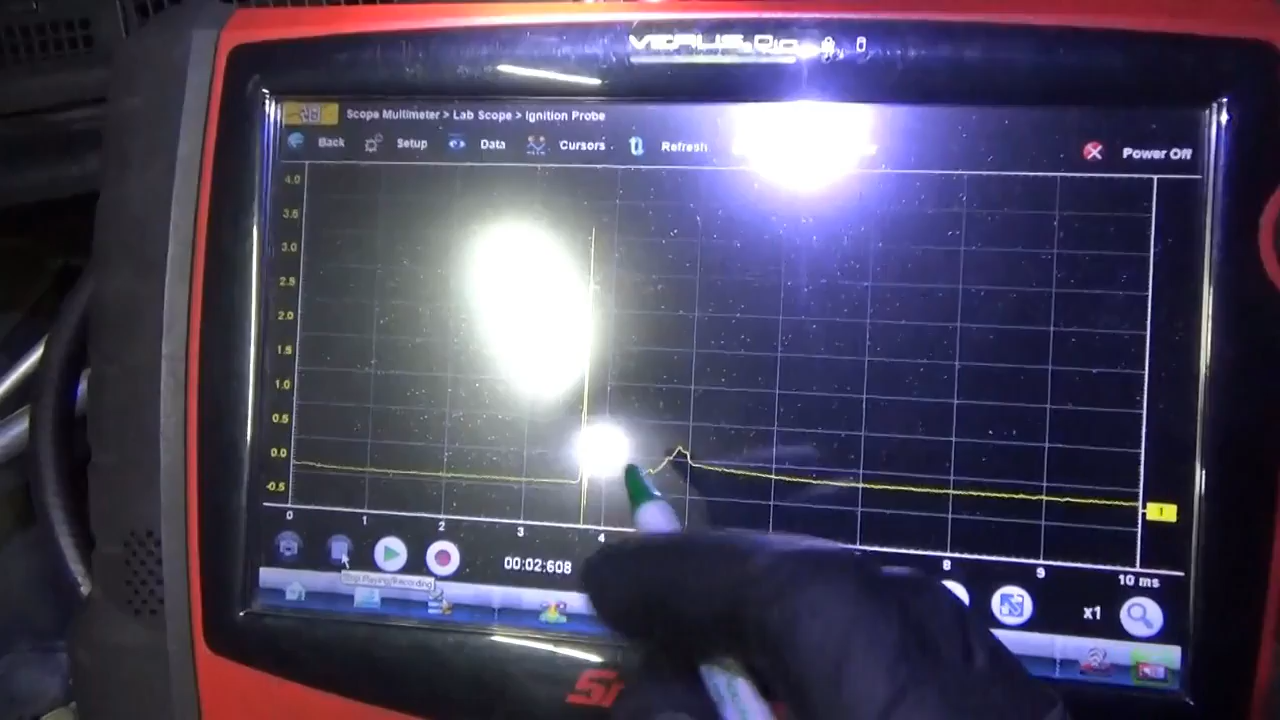 VERUS PRO
Scope Multimeter > Lab Scope > Ignition Probe
Back Setup Data Cursors Refresh Power Off
4.0
3.5
3.0
2.5
2.0
1.5
1.0
0.5
0.0
-0.5
1
0 1 2 3 4 8 9 10 ms
00:02:608
x1
Stop Playing/Recording